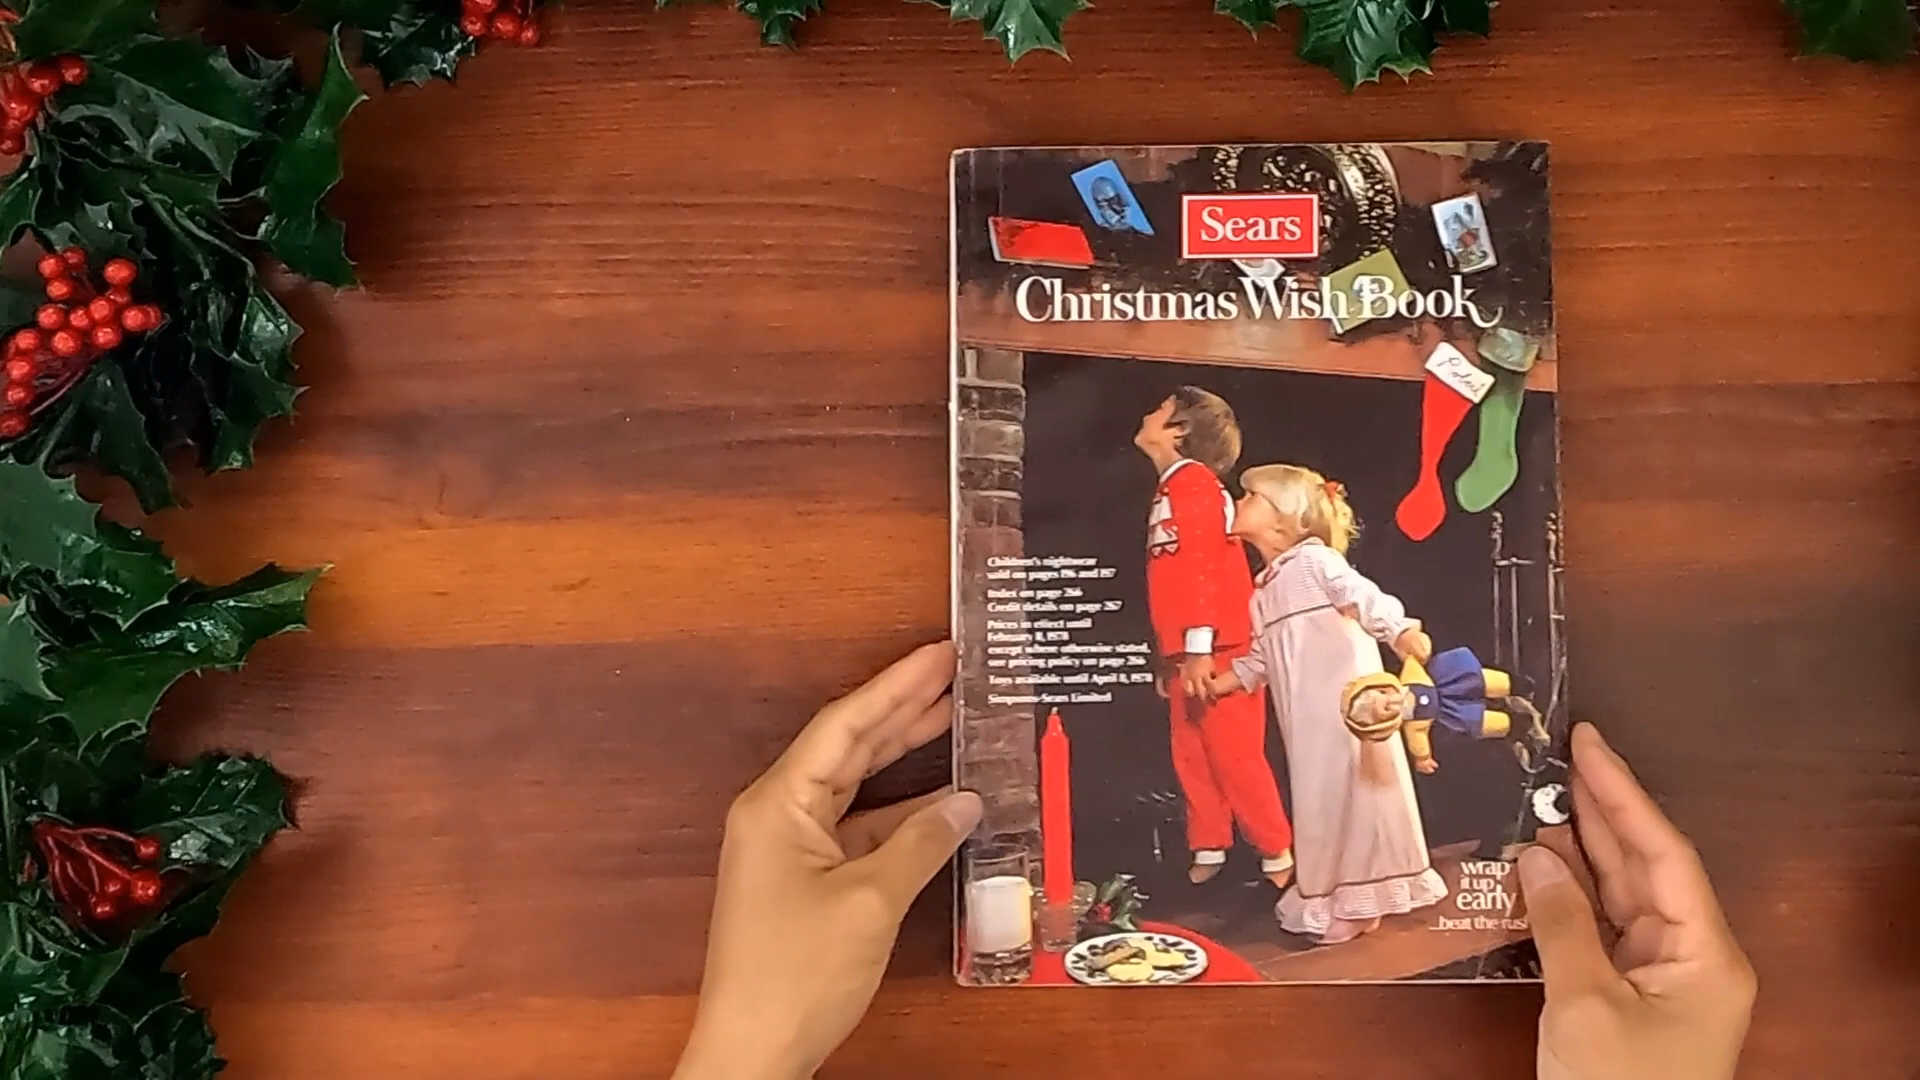 Sears
Christmas Wish Book
Robert
Children's nightwear
sold on pages 196 and 197
Index on page 266
Credit details on page 267
Prices in effect until
February 8, 1978
except where otherwise stated,
see pricing policy on page 266
Toys available until April 8, 1978
Simpsons-Sears Limited
wrap
it up
early
...beat the rush